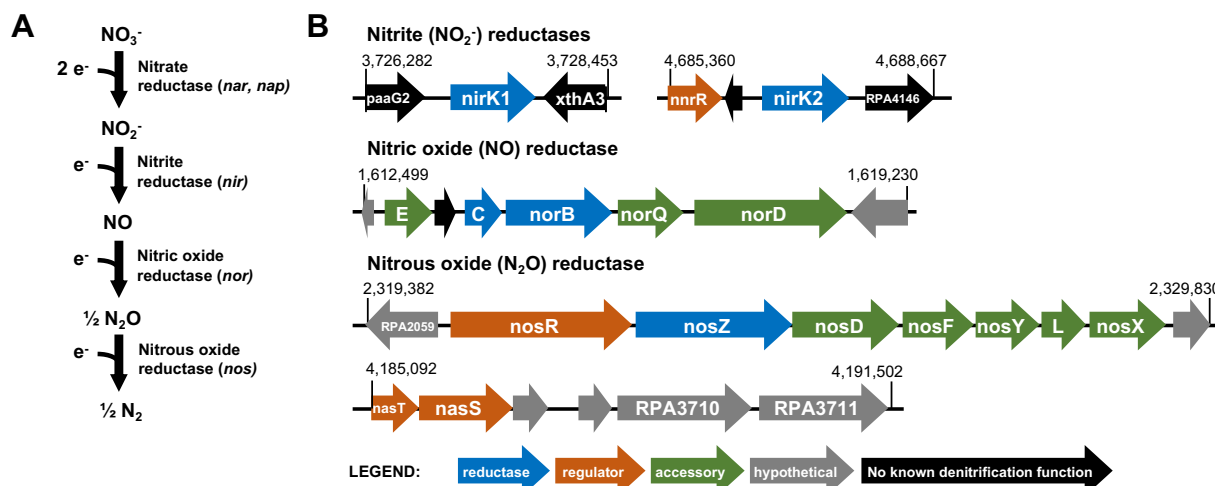 A
NO₃⁻
2 e⁻
Nitrate
reductase (nar, nap)
NO₂⁻
e⁻
Nitrite
reductase (nir)
NO
e⁻
Nitric oxide
reductase (nor)
½ N₂O
e⁻
Nitrous oxide
reductase (nos)
½ N₂
B
Nitrite (NO₂⁻) reductases
3,726,282 3,728,453 4,685,360 4,688,667
paaG2 nirK1 xthA3 nnrR nirK2 RPA4146
Nitric oxide (NO) reductase
1,612,499 1,619,230
E C norB norQ norD
Nitrous oxide (N₂O) reductase
2,319,382 2,329,830
RPA2059 nosR nosZ nosD nosF nosY L nosX
4,185,092 4,191,502
nasT nasS RPA3710 RPA3711
LEGEND: reductase regulator accessory hypothetical No known denitrification function